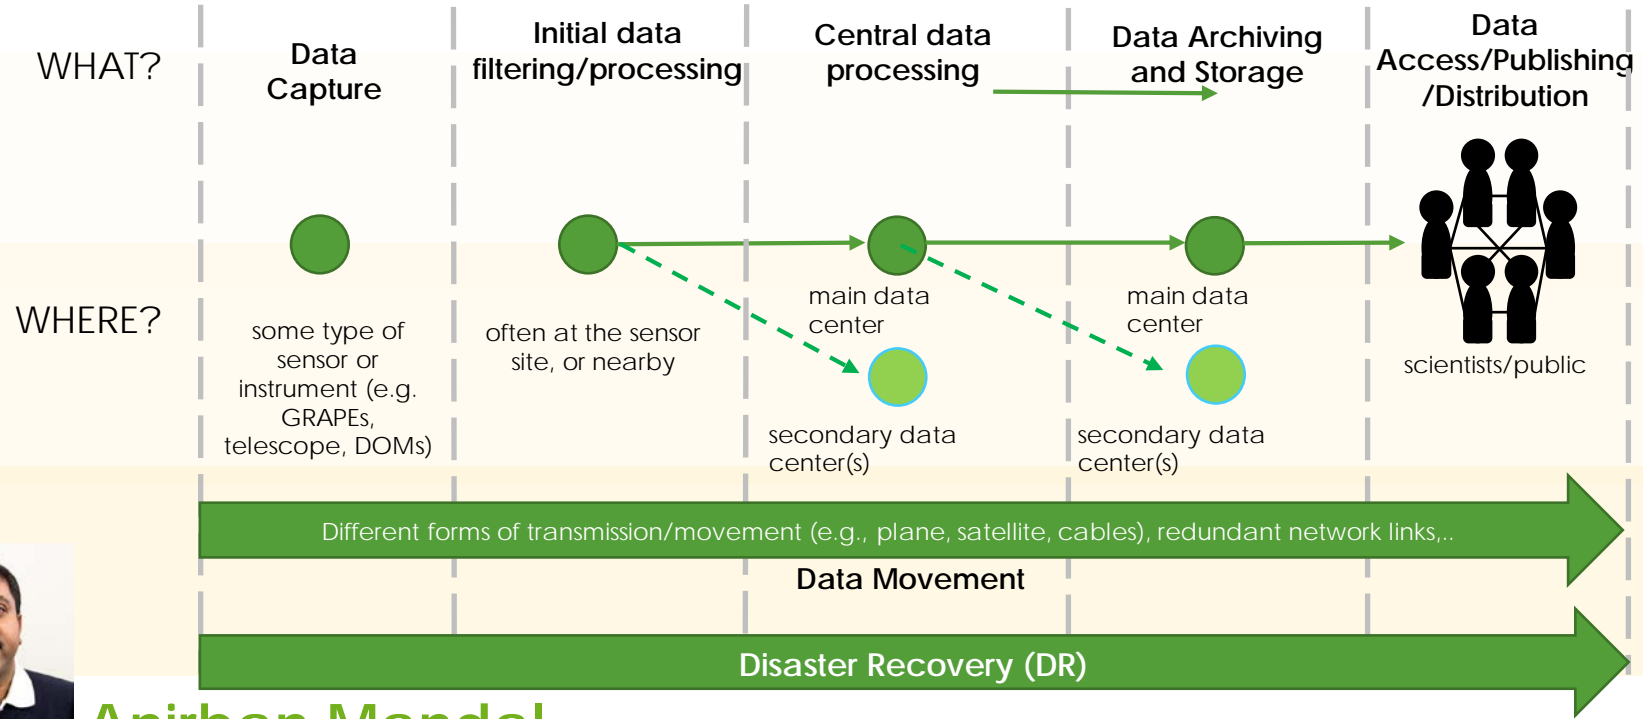 WHAT?
Data
Capture
Initial data
filtering/processing
Central data
processing
Data Archiving
and Storage
Data
Access/Publishing
/Distribution
WHERE?
some type of
sensor or
instrument (e.g.
GRAPEs,
telescope, DOMs)
often at the sensor
site, or nearby
main data
center
secondary data
center(s)
main data
center
secondary data
center(s)
scientists/public
Different forms of transmission/movement (e.g., plane, satellite, cables), redundant network links,..
Data Movement
Disaster Recovery (DR)
Anirban Mandal